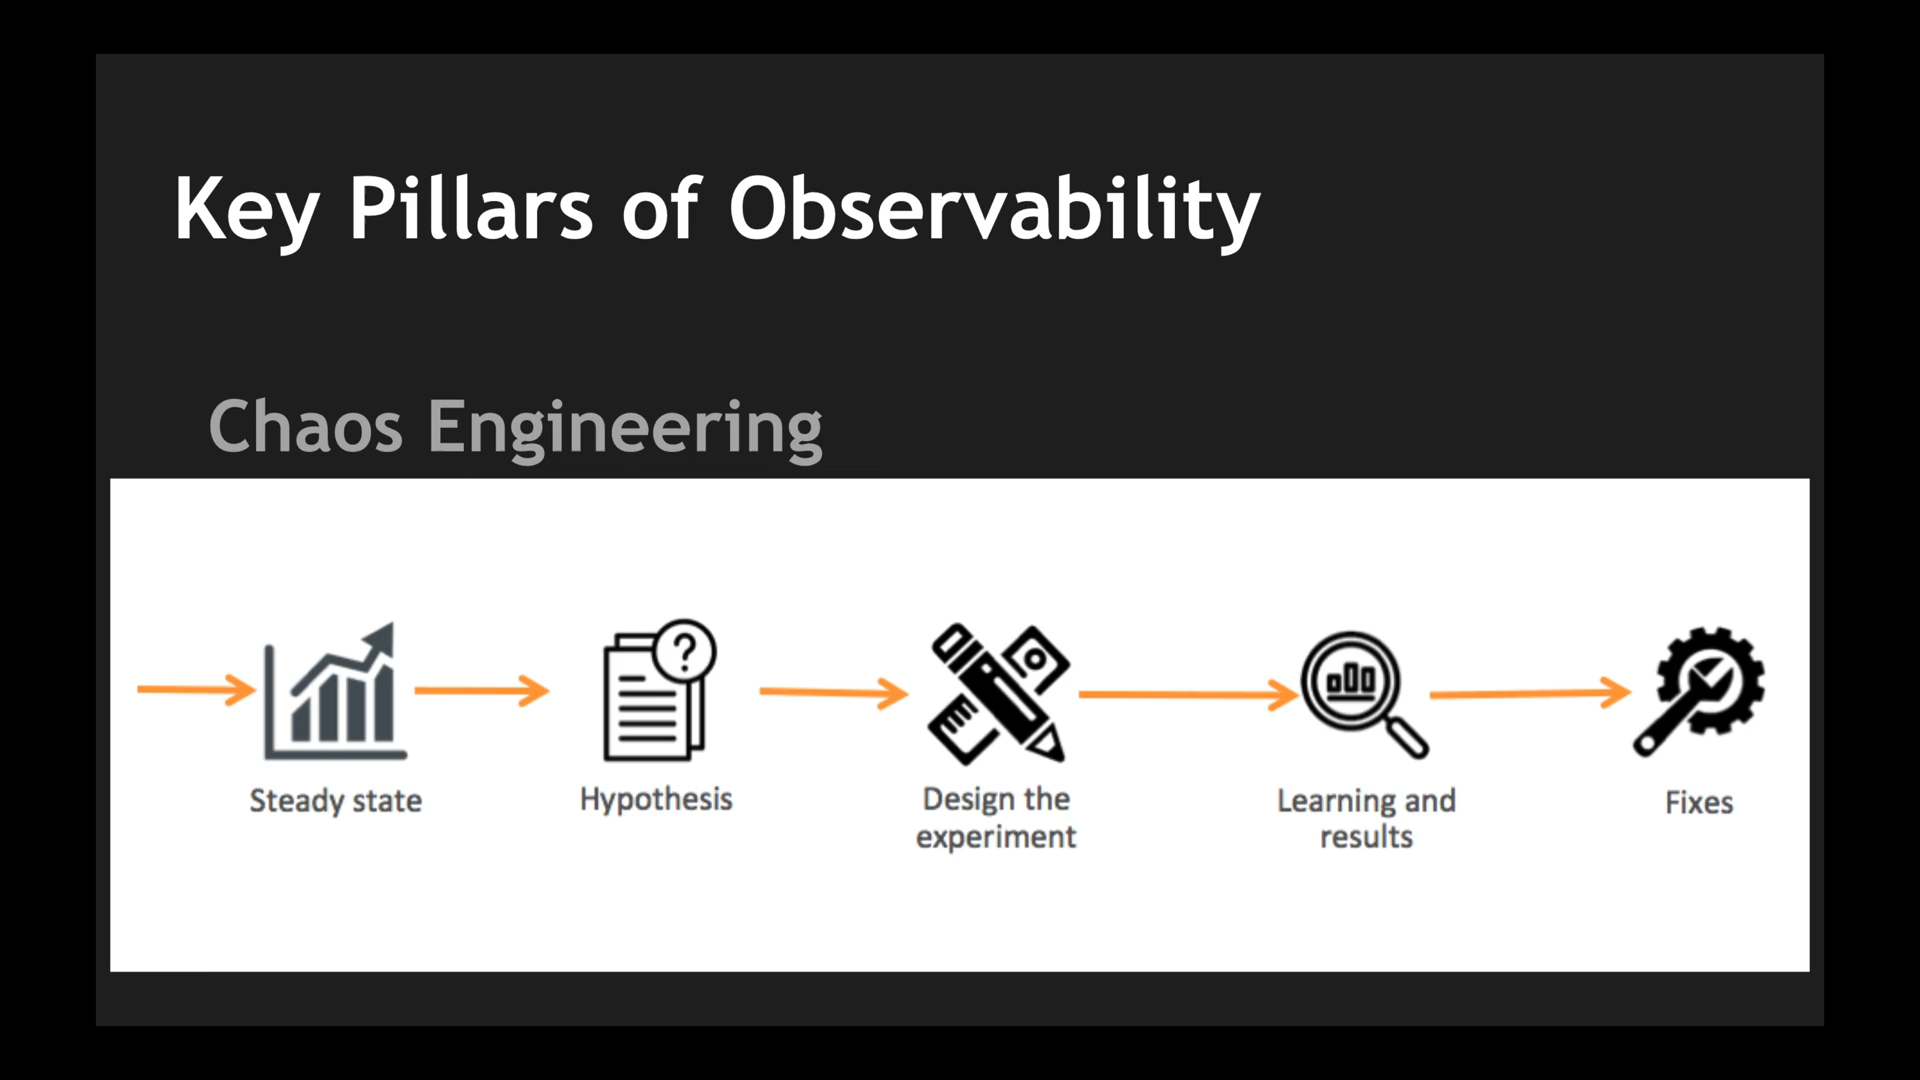 Key Pillars of Observability
Chaos Engineering
?
Steady state
Hypothesis
Design the
experiment
Learning and
results
Fixes